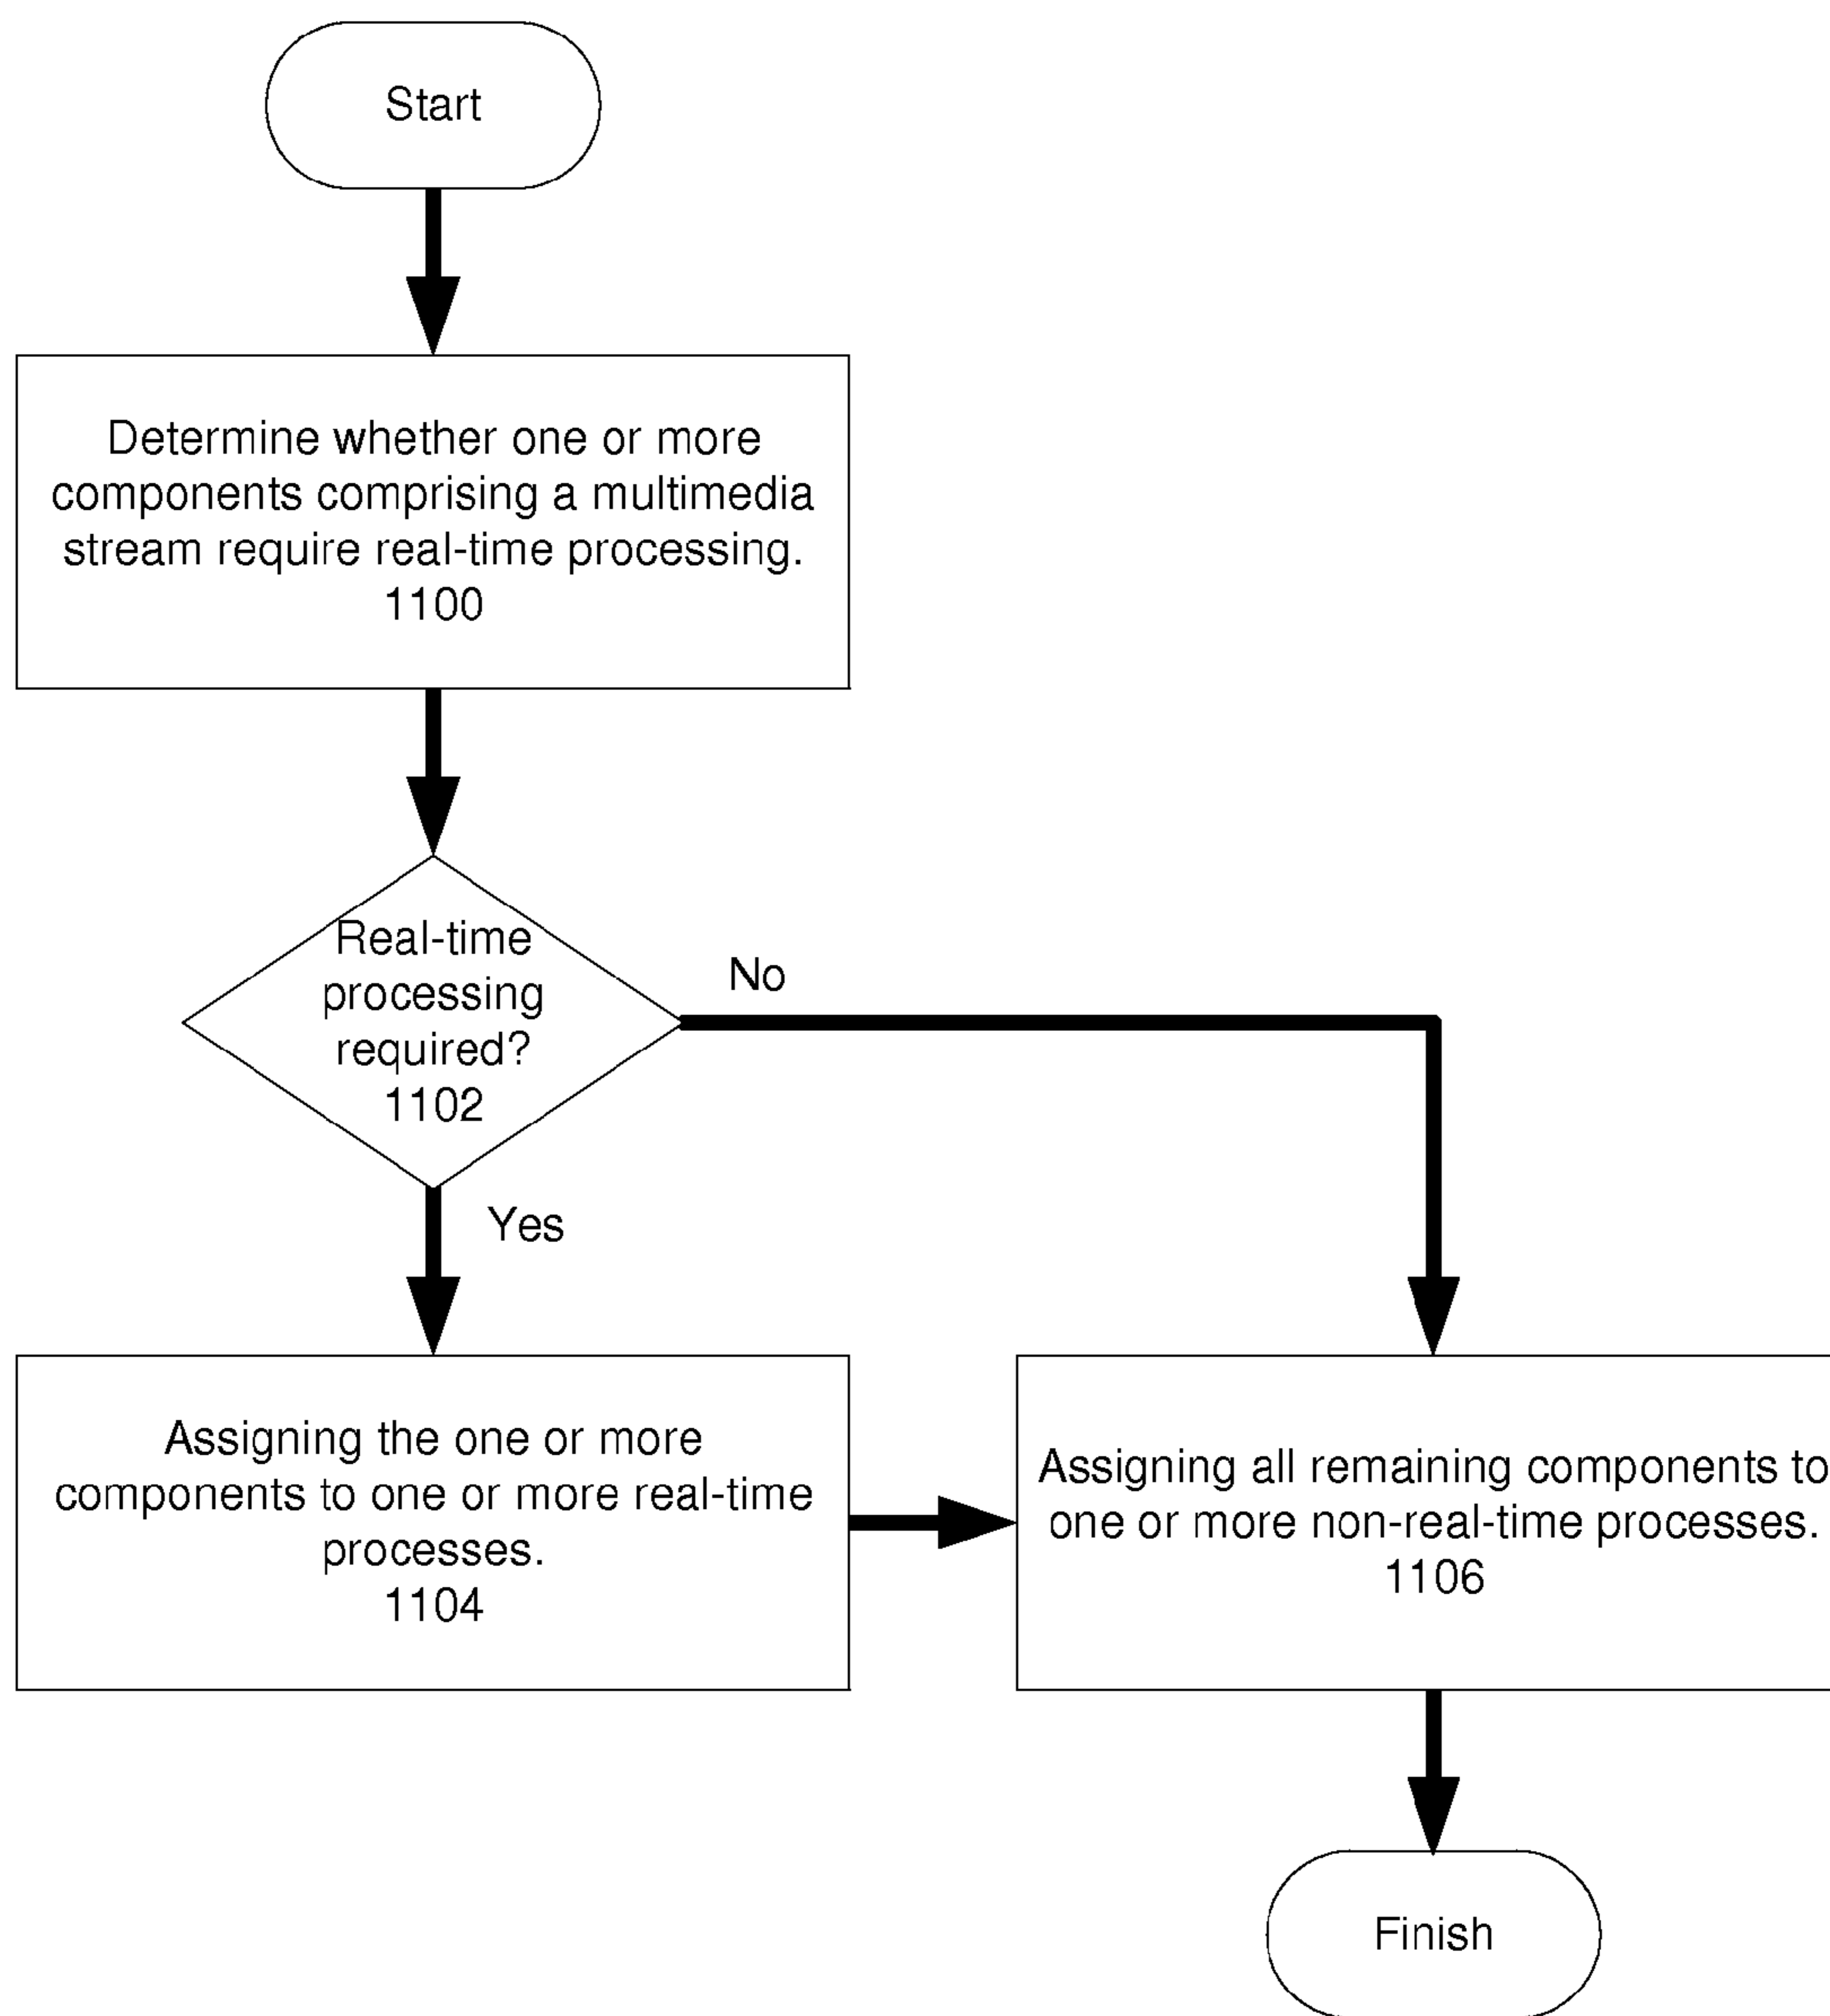 Start
Determine whether one or more
components comprising a multimedia
stream require real-time processing.
1100
Real-time
processing
required?
1102
No
Yes
Assigning the one or more
components to one or more real-time
processes.
1104
Assigning all remaining components to
one or more non-real-time processes.
1106
Finish